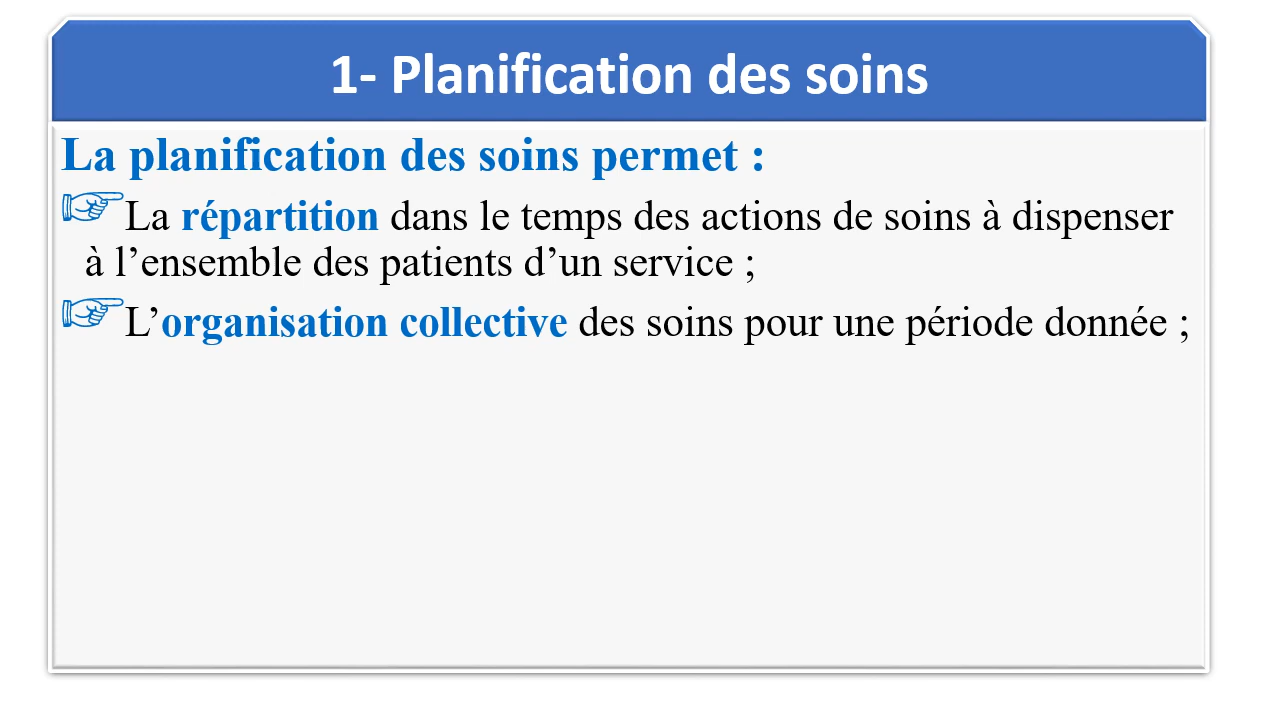 1- Planification des soins
La planification des soins permet :
☞La répartition dans le temps des actions de soins à dispenser
à l’ensemble des patients d’un service ;
☞L’organisation collective des soins pour une période donnée ;